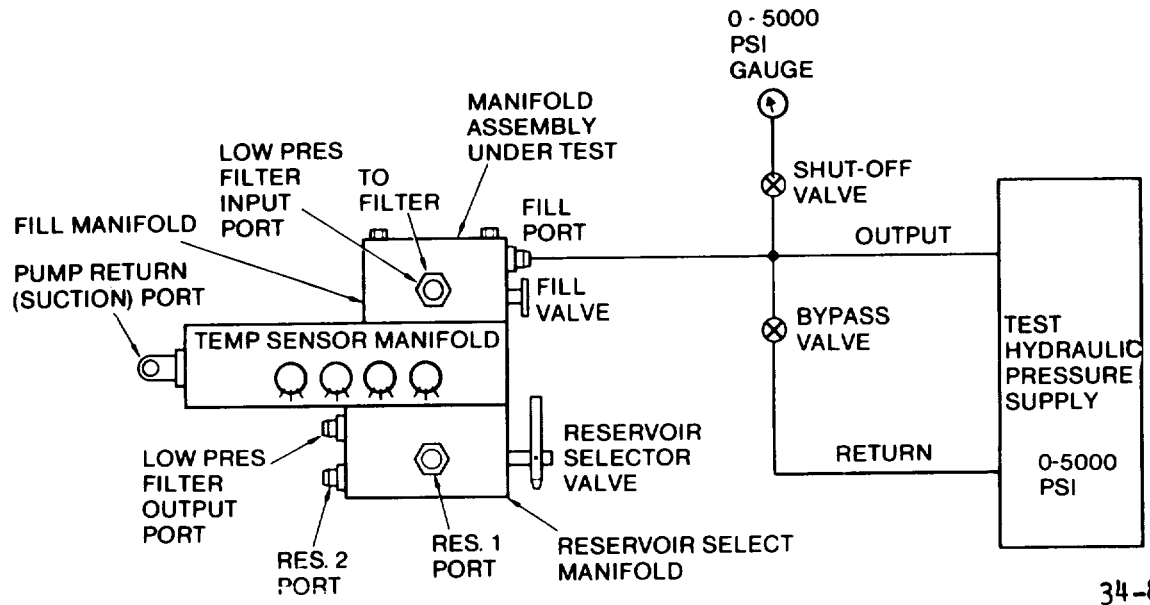 0 - 5000
PSI
GAUGE
MANIFOLD
ASSEMBLY
UNDER TEST
LOW PRES
FILTER
INPUT
PORT
TO
FILTER
SHUT-OFF
VALVE
FILL MANIFOLD
FILL
PORT
OUTPUT
PUMP RETURN
(SUCTION) PORT
FILL
VALVE
BYPASS
VALVE
TEST
HYDRAULIC
PRESSURE
SUPPLY
0-5000
PSI
TEMP SENSOR MANIFOLD
RETURN
RESERVOIR
SELECTOR
VALVE
LOW PRES
FILTER
OUTPUT
PORT
RES. 2
PORT
RES. 1
PORT
RESERVOIR SELECT
MANIFOLD